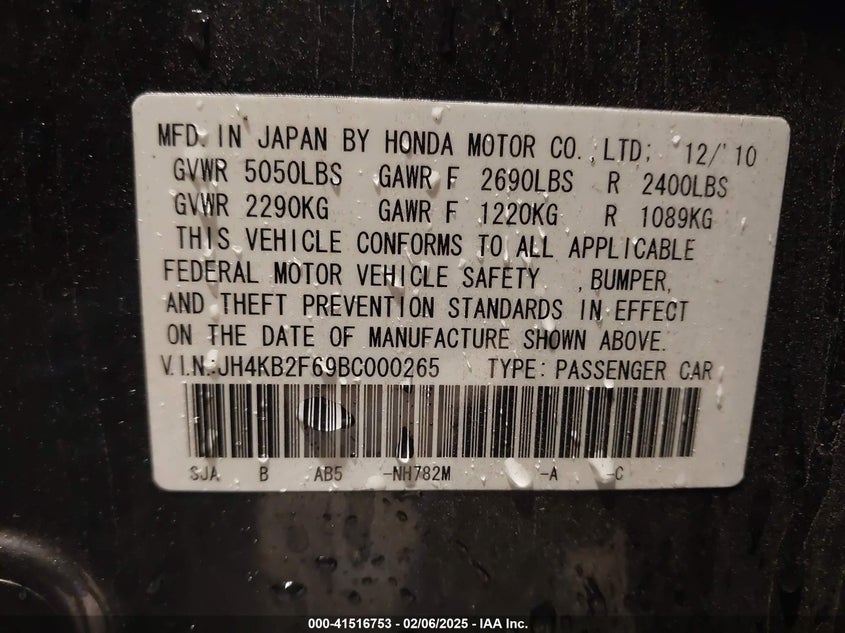 MFD. IN JAPAN BY HONDA MOTOR CO.,LTD; 12/'10
GVWR 5050LBS GAWR F 2690LBS R 2400LBS
GVWR 2290KG GAWR F 1220KG R 1089KG
THIS VEHICLE CONFORMS TO ALL APPLICABLE
FEDERAL MOTOR VEHICLE SAFETY ,BUMPER,
AND THEFT PREVENTION STANDARDS IN EFFECT
ON THE DATE OF MANUFACTURE SHOWN ABOVE.
V.I.N.:JH4KB2F69BC000265 TYPE: PASSENGER CAR
SJA B AB5 -NH782M -A -C
000-41516753 - 02/06/2025 - IAA Inc.